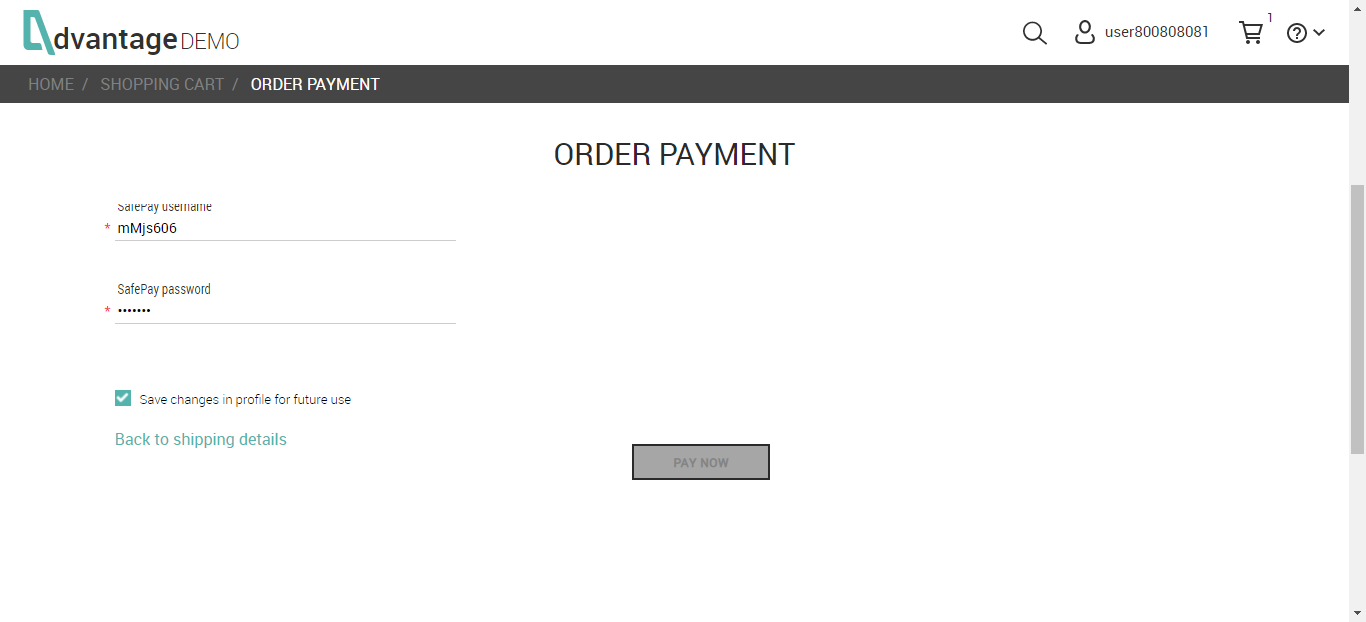 dvantage DEMO
user800808081
1
HOME / SHOPPING CART / ORDER PAYMENT
ORDER PAYMENT
SafePay username
* mMjs606
SafePay password
* •••••••
Save changes in profile for future use
Back to shipping details
PAY NOW